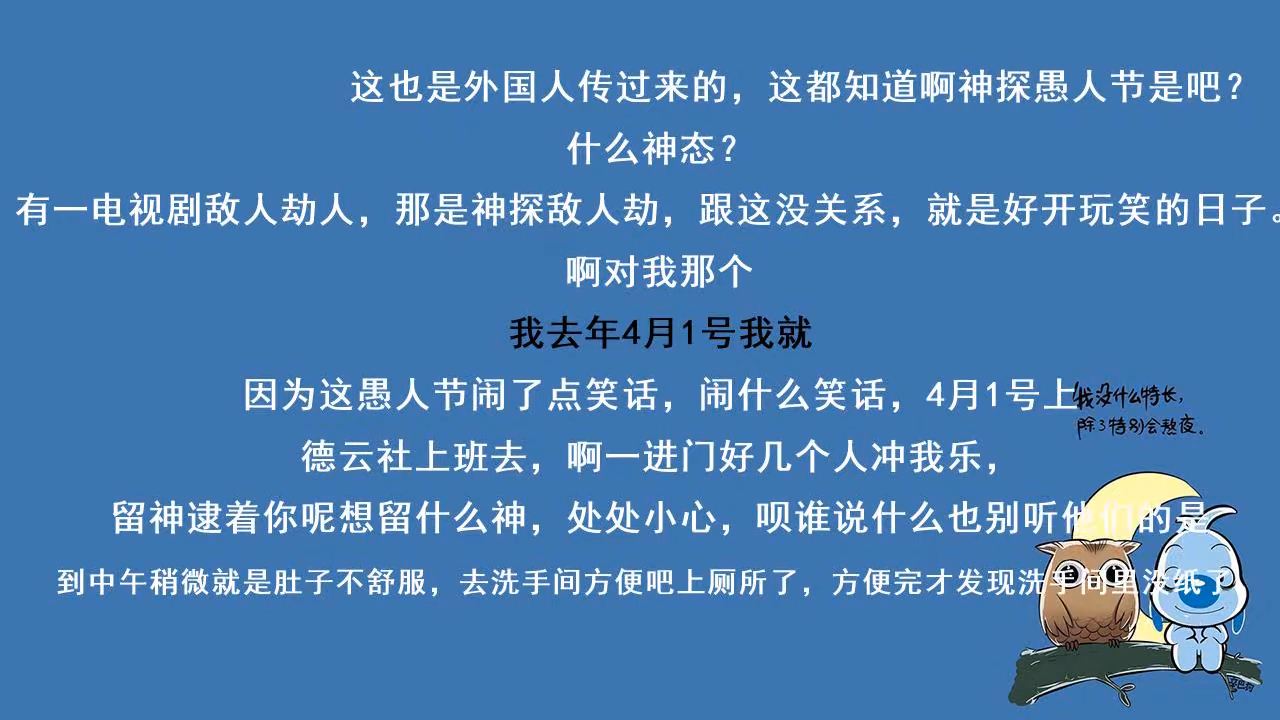 这也是外国人传过来的，这都知道啊神探愚人节是吧？
什么神态？
有一电视剧敌人劫人，那是神探敌人劫，跟这没关系，就是好开玩笑的日子。
啊对我那个
我去年4月1号我就
因为这愚人节闹了点笑话，闹什么笑话，4月1号上
我没什么特长，
除了特别会熬夜。
德云社上班去，啊一进门好几个人冲我乐，
留神逮着你呢想留什么神，处处小心，呗谁说什么也别听他们的是
到中午稍微就是肚子不舒服，去洗手间方便吧上厕所了，方便完才发现洗手间里没纸了